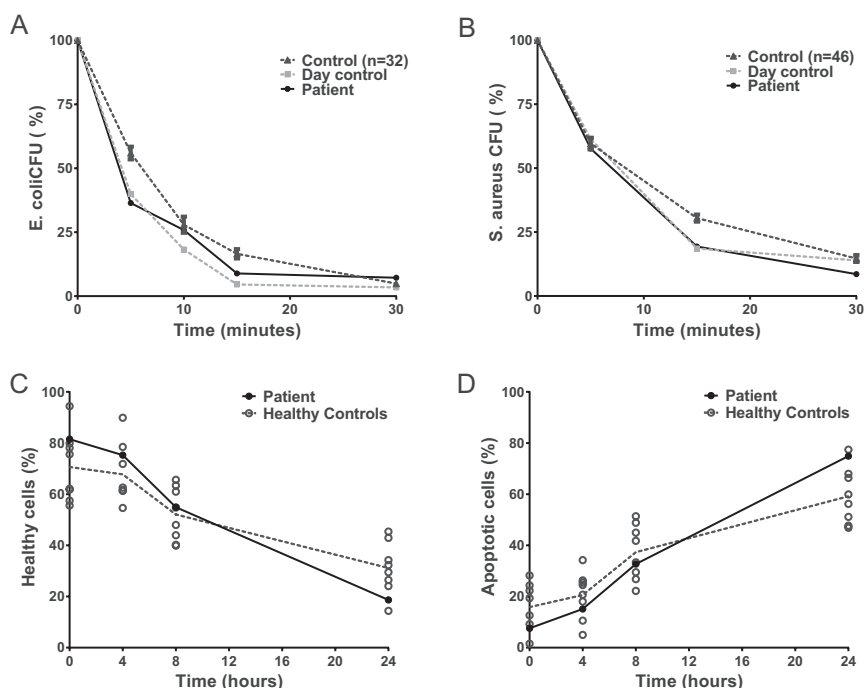 A
Control (n=32)
Day control
Patient
E. coliCFU ( %)
100
75
50
25
0
0
10
20
30
Time (minutes)
B
Control (n=46)
Day control
Patient
S. aureus CFU ( %)
100
75
50
25
0
0
10
20
30
Time (minutes)
C
Patient
Healthy Controls
Healthy cells (%)
100
80
60
40
20
0
0
4
8
12
16
20
24
Time (hours)
D
Patient
Healthy Controls
Apoptotic cells (%)
100
80
60
40
20
0
0
4
8
12
16
20
24
Time (hours)